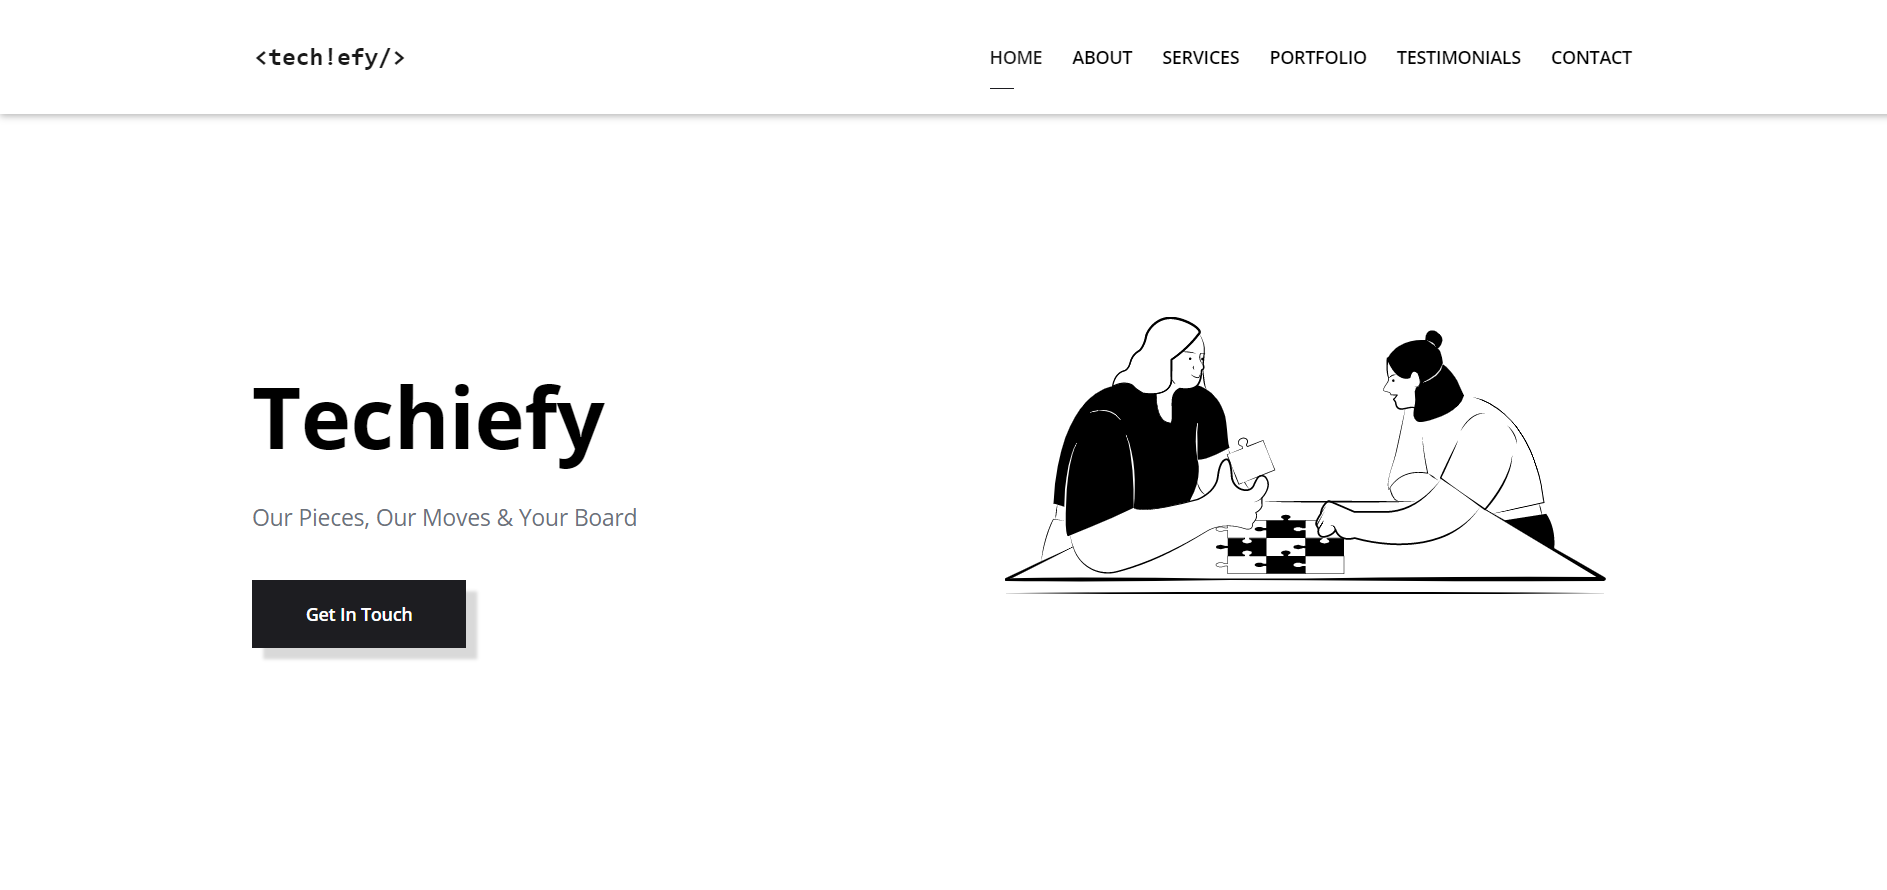 <tech!efy/>
HOME ABOUT SERVICES PORTFOLIO TESTIMONIALS CONTACT
Techiefy
Our Pieces, Our Moves & Your Board
Get In Touch